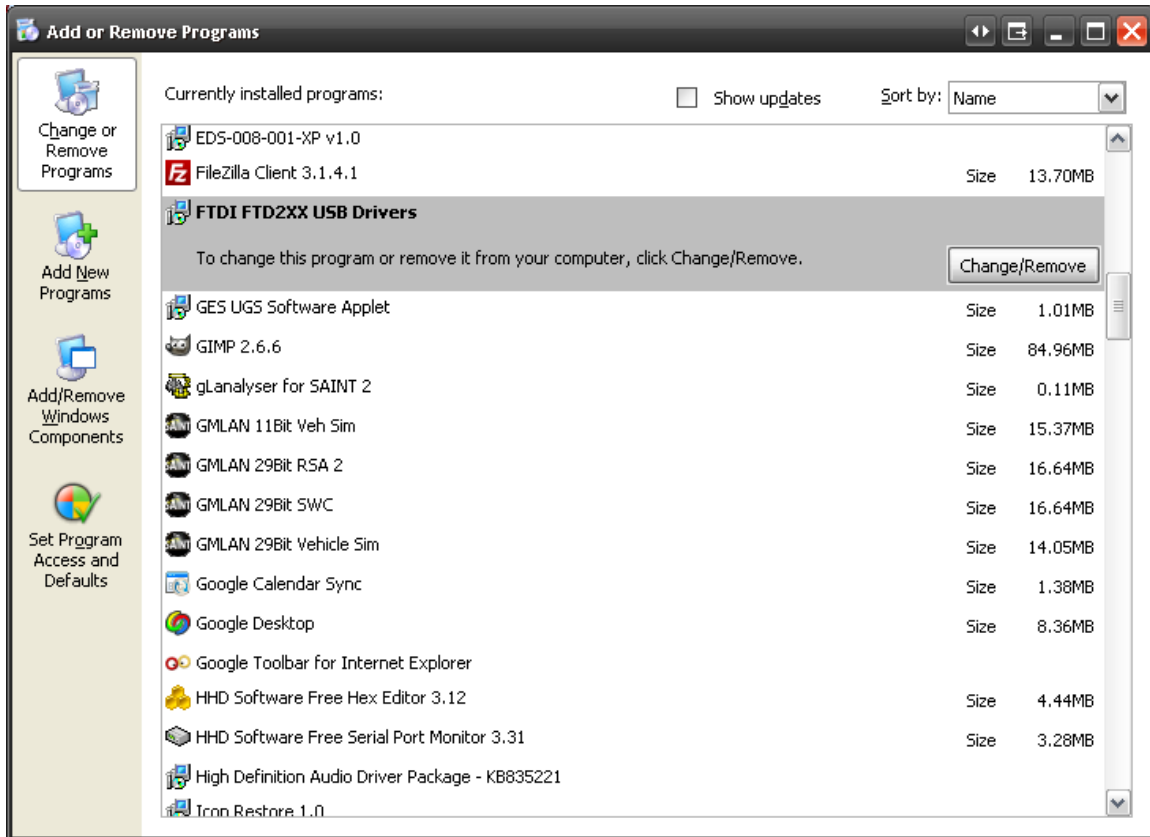 Add or Remove Programs
Change or
Remove
Programs
Add New
Programs
Add/Remove
Windows
Components
Set Program
Access and
Defaults
Currently installed programs:
Show updates
Sort by: Name
EDS-008-001-XP v1.0
FileZilla Client 3.1.4.1 Size 13.70MB
FTDI FTD2XX USB Drivers
To change this program or remove it from your computer, click Change/Remove. Change/Remove
GES UGS Software Applet Size 1.01MB
GIMP 2.6.6 Size 84.96MB
gLanalyser for SAINT 2 Size 0.11MB
GMLAN 11Bit Veh Sim Size 15.37MB
GMLAN 29Bit RSA 2 Size 16.64MB
GMLAN 29Bit SWC Size 16.64MB
GMLAN 29Bit Vehicle Sim Size 14.05MB
Google Calendar Sync Size 1.38MB
Google Desktop Size 8.36MB
Google Toolbar for Internet Explorer
HHD Software Free Hex Editor 3.12 Size 4.44MB
HHD Software Free Serial Port Monitor 3.31 Size 3.28MB
High Definition Audio Driver Package - KB835221
Icon Restore 1.0